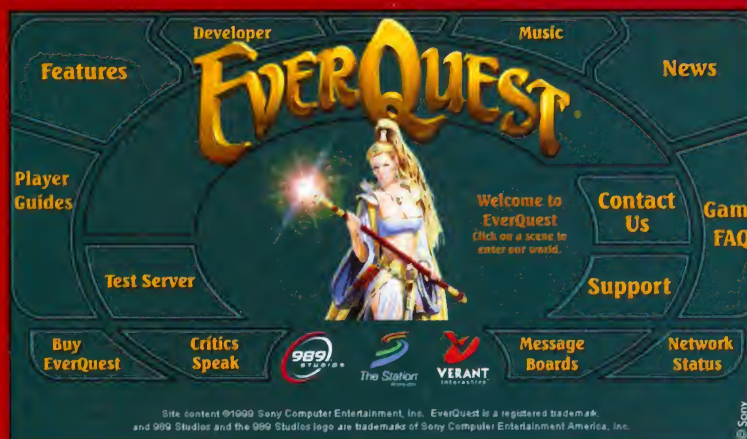 Developer
Music
Features
EVERQUEST
News
Player
Guides
Welcome to
EverQuest
Click on a scene to
enter our world.
Contact
Us
Gam
FAQ
Test Server
Support
Buy
EverQuest
Critics
Speak
989
STUDIOS
The Station
VERANT
Interactive
Message
Boards
Network
Status
Site content ©1999 Sony Computer Entertainment, Inc. EverQuest is a registered trademark,
and 989 Studios and the 989 Studios logo are trademarks of Sony Computer Entertainment America, Inc.
© Sony